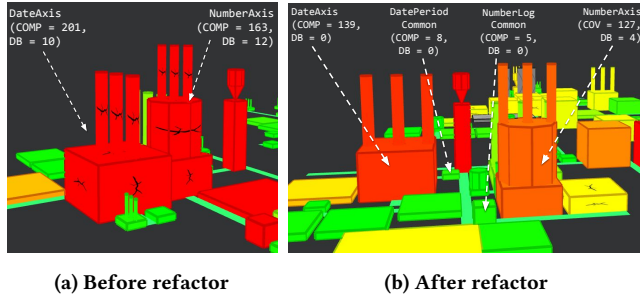 DateAxis
(COMP = 201,
DB = 10)
NumberAxis
(COMP = 163,
DB = 12)
DateAxis
(COMP = 139,
DB = 0)
DatePeriod
Common
(COMP = 8,
DB = 0)
NumberLog
Common
(COMP = 5,
DB = 0)
NumberAxis
(COV = 127,
DB = 4)
(a) Before refactor
(b) After refactor